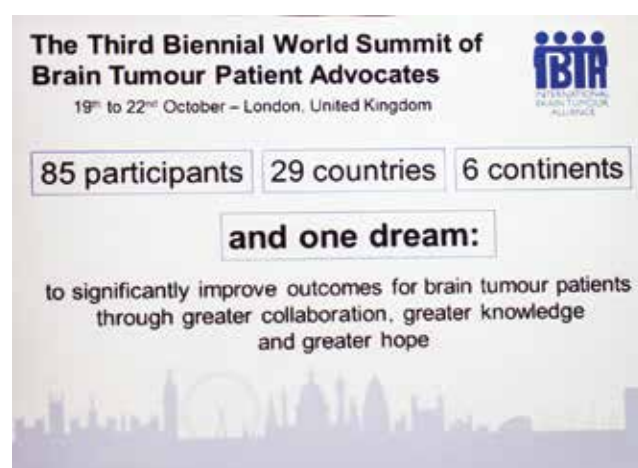 The Third Biennial World Summit of
Brain Tumour Patient Advocates
19th to 22nd October – London, United Kingdom
IBTA
INTERNATIONAL
BRAIN TUMOUR
ALLIANCE
85 participants 29 countries 6 continents
and one dream:
to significantly improve outcomes for brain tumour patients
through greater collaboration, greater knowledge
and greater hope